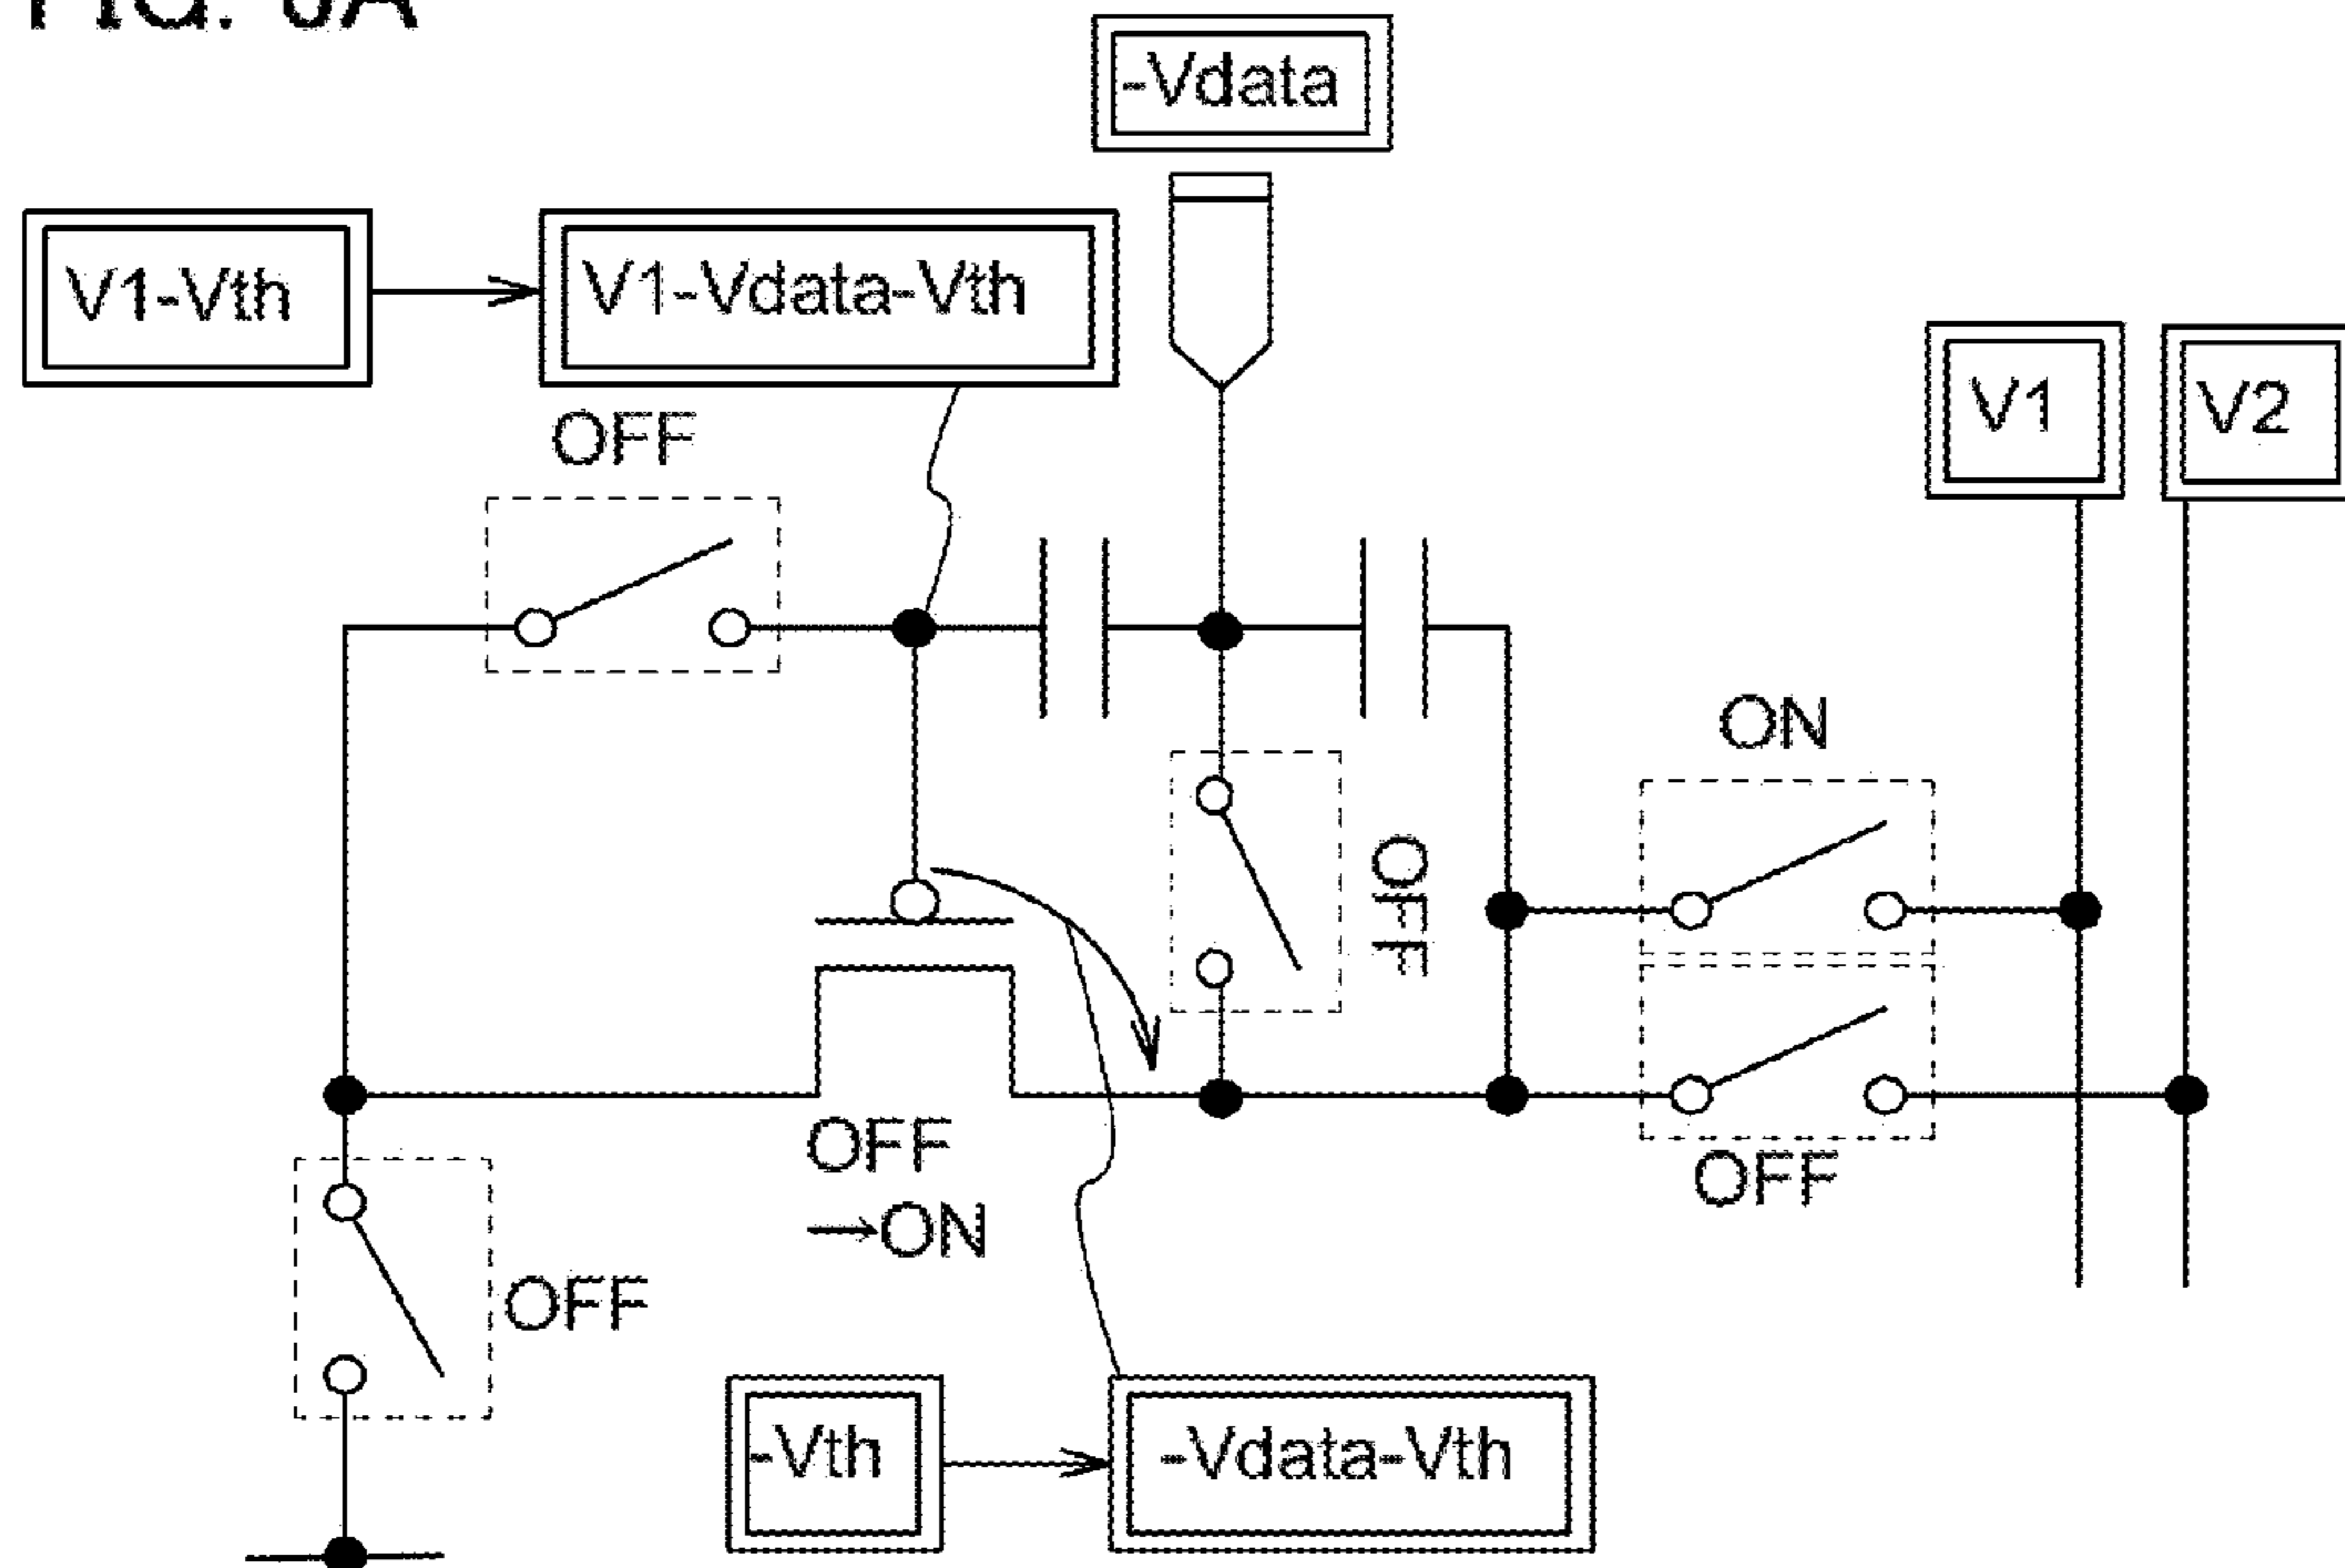 FIG.
-Vdata
V1-Vth
V1-Vdata-Vth
V1
V2
OFF
ON
OFF
OFF
OFF
→ON
OFF
OFF
-Vth
-Vdata-Vth